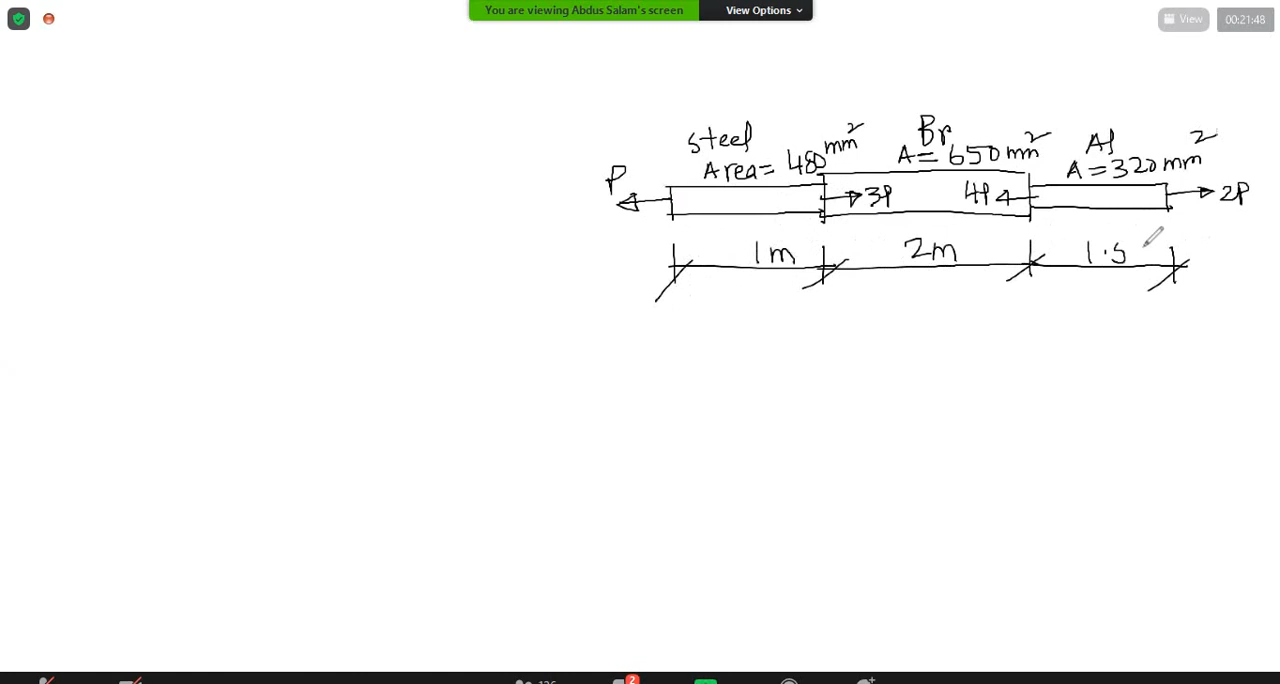 You are viewing Abdus Salam's screen View Options
View 00:21:48
steel Br Al
Area = 480 mm² A = 650 mm² A = 320 mm²
P 3P 4P 2P
1m 2m 1.5
2